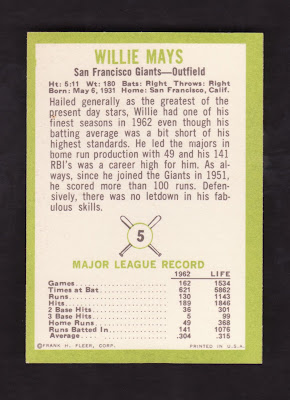 WILLIE MAYS
San Francisco Giants—Outfield
Ht: 5:11 Wt: 180 Bats: Right Throws: Right
Born: May 6, 1931 Home: San Francisco, Calif.
Hailed generally as the greatest of the
present day stars, Willie had one of his
finest seasons in 1962 even though his
batting average was a bit short of his
highest standards. He led the majors in
home run production with 49 and his 141
RBI's was a career high for him. As al-
ways, since he joined the Giants in 1951,
he scored more than 100 runs. Defen-
sively, there was no letdown in his fab-
ulous skills.
5
MAJOR LEAGUE RECORD
1962 LIFE
Games 162 1534
Times at Bat 621 5862
Runs 130 1143
Hits 189 1846
2 Base Hits 36 301
3 Base Hits 5 99
Home Runs 49 368
Runs Batted In 141 1076
Average .304 .315
©FRANK H. FLEER, CORP. PRINTED IN U.S.A.